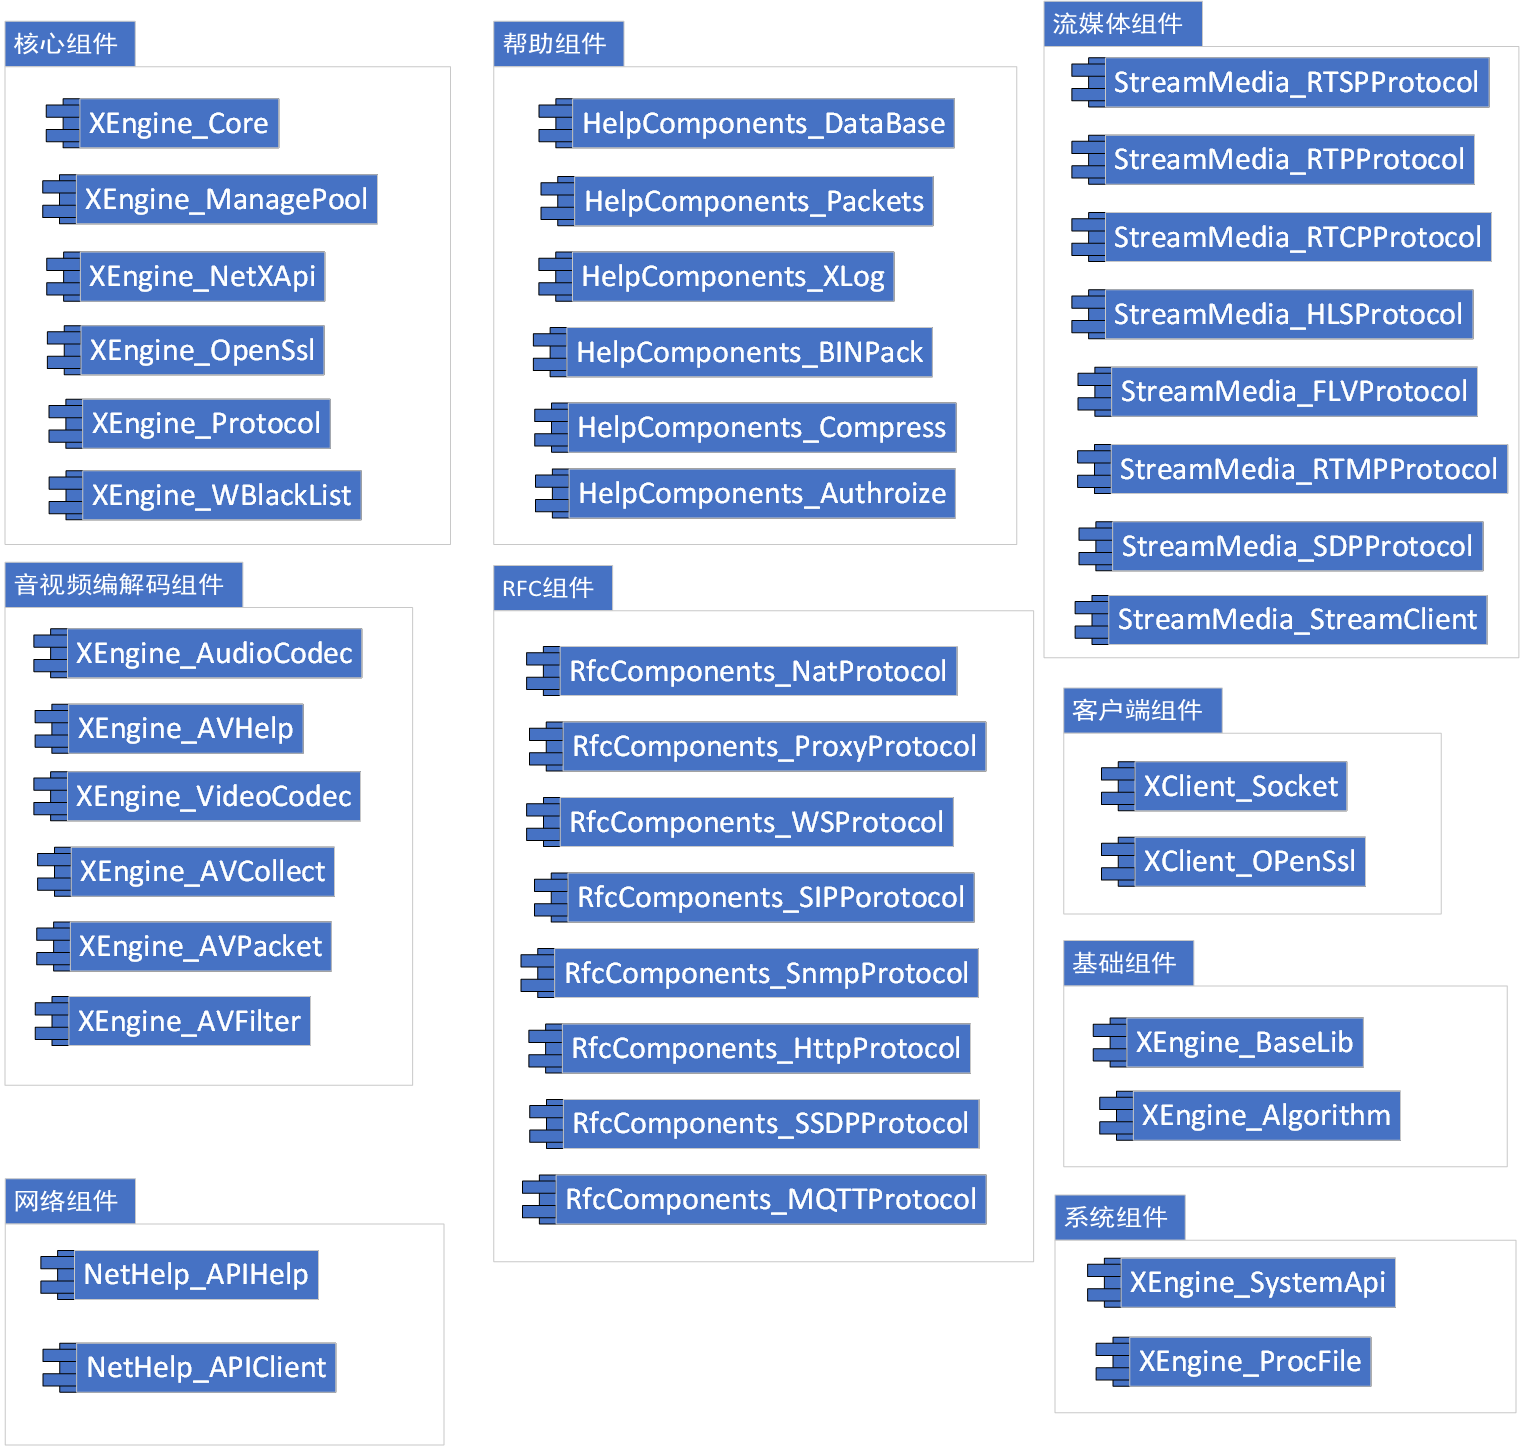 核心组件
XEngine_Core
XEngine_ManagePool
XEngine_NetXApi
XEngine_OpenSsl
XEngine_Protocol
XEngine_WBlackList
帮助组件
HelpComponents_DataBase
HelpComponents_Packets
HelpComponents_XLog
HelpComponents_BINPack
HelpComponents_Compress
HelpComponents_Authroize
流媒体组件
StreamMedia_RTSPProtocol
StreamMedia_RTPProtocol
StreamMedia_RTCPProtocol
StreamMedia_HLSProtocol
StreamMedia_FLVProtocol
StreamMedia_RTMPProtocol
StreamMedia_SDPProtocol
StreamMedia_StreamClient
音视频编解码组件
XEngine_AudioCodec
XEngine_AVHelp
XEngine_VideoCodec
XEngine_AVCollect
XEngine_AVPacket
XEngine_AVFilter
RFC组件
RfcComponents_NatProtocol
RfcComponents_ProxyProtocol
RfcComponents_WSProtocol
RfcComponents_SIPPorotocol
RfcComponents_SnmpProtocol
RfcComponents_HttpProtocol
RfcComponents_SSDPProtocol
RfcComponents_MQTTProtocol
客户端组件
XClient_Socket
XClient_OPenSsl
基础组件
XEngine_BaseLib
XEngine_Algorithm
网络组件
NetHelp_APIHelp
NetHelp_APIClient
系统组件
XEngine_SystemApi
XEngine_ProcFile